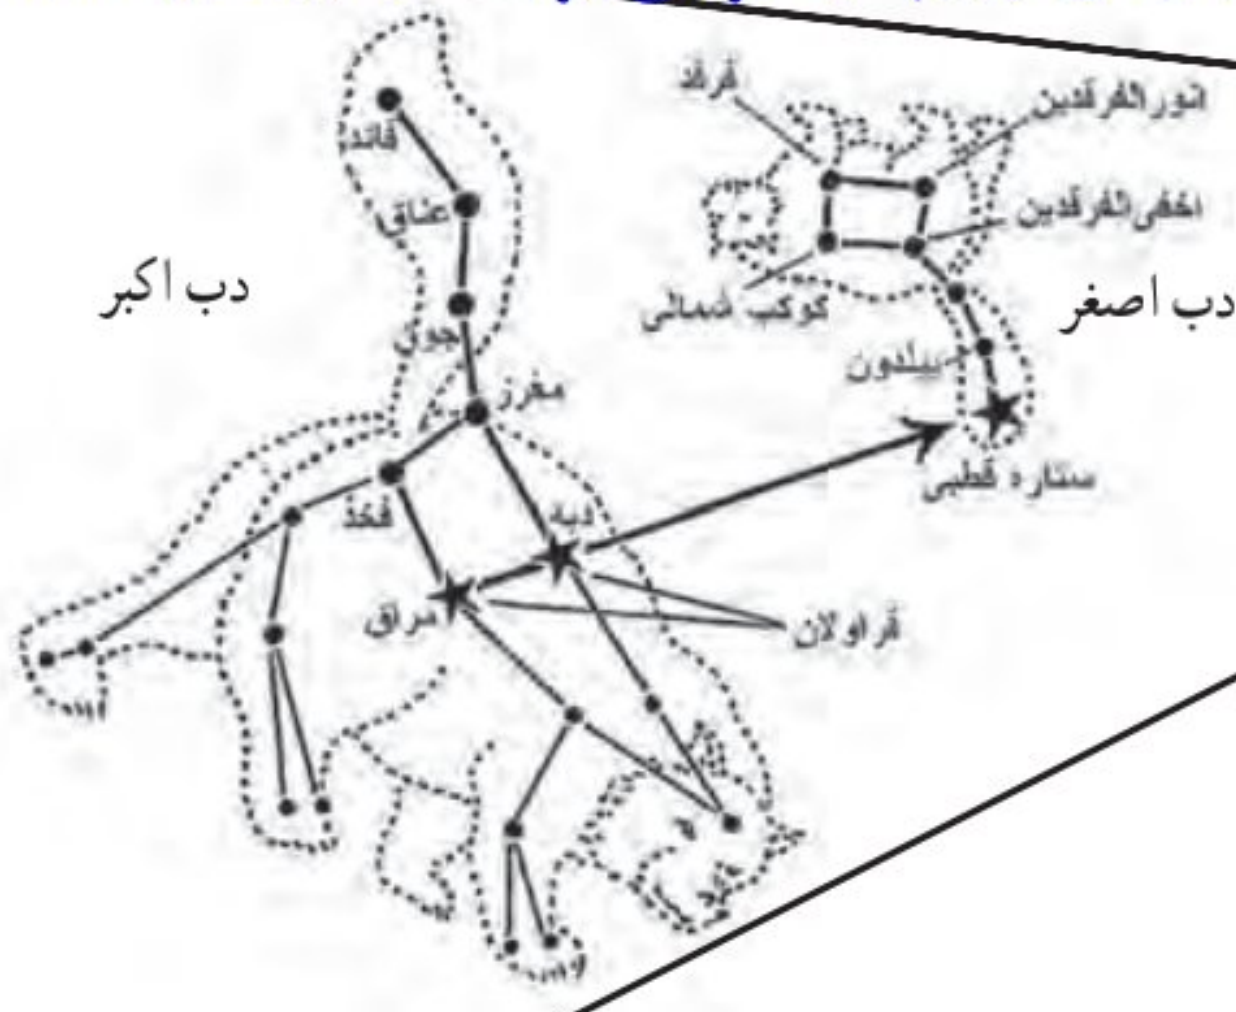 فرقد
انورالفرقدین
قائد
عناق
اخفی‌الفرقدین
دب اکبر
دب اصغر
کوکب شمالی
جون
ییلدون
مغرز
ستاره قطبی
فخذ
دبه
مراق
قراولان